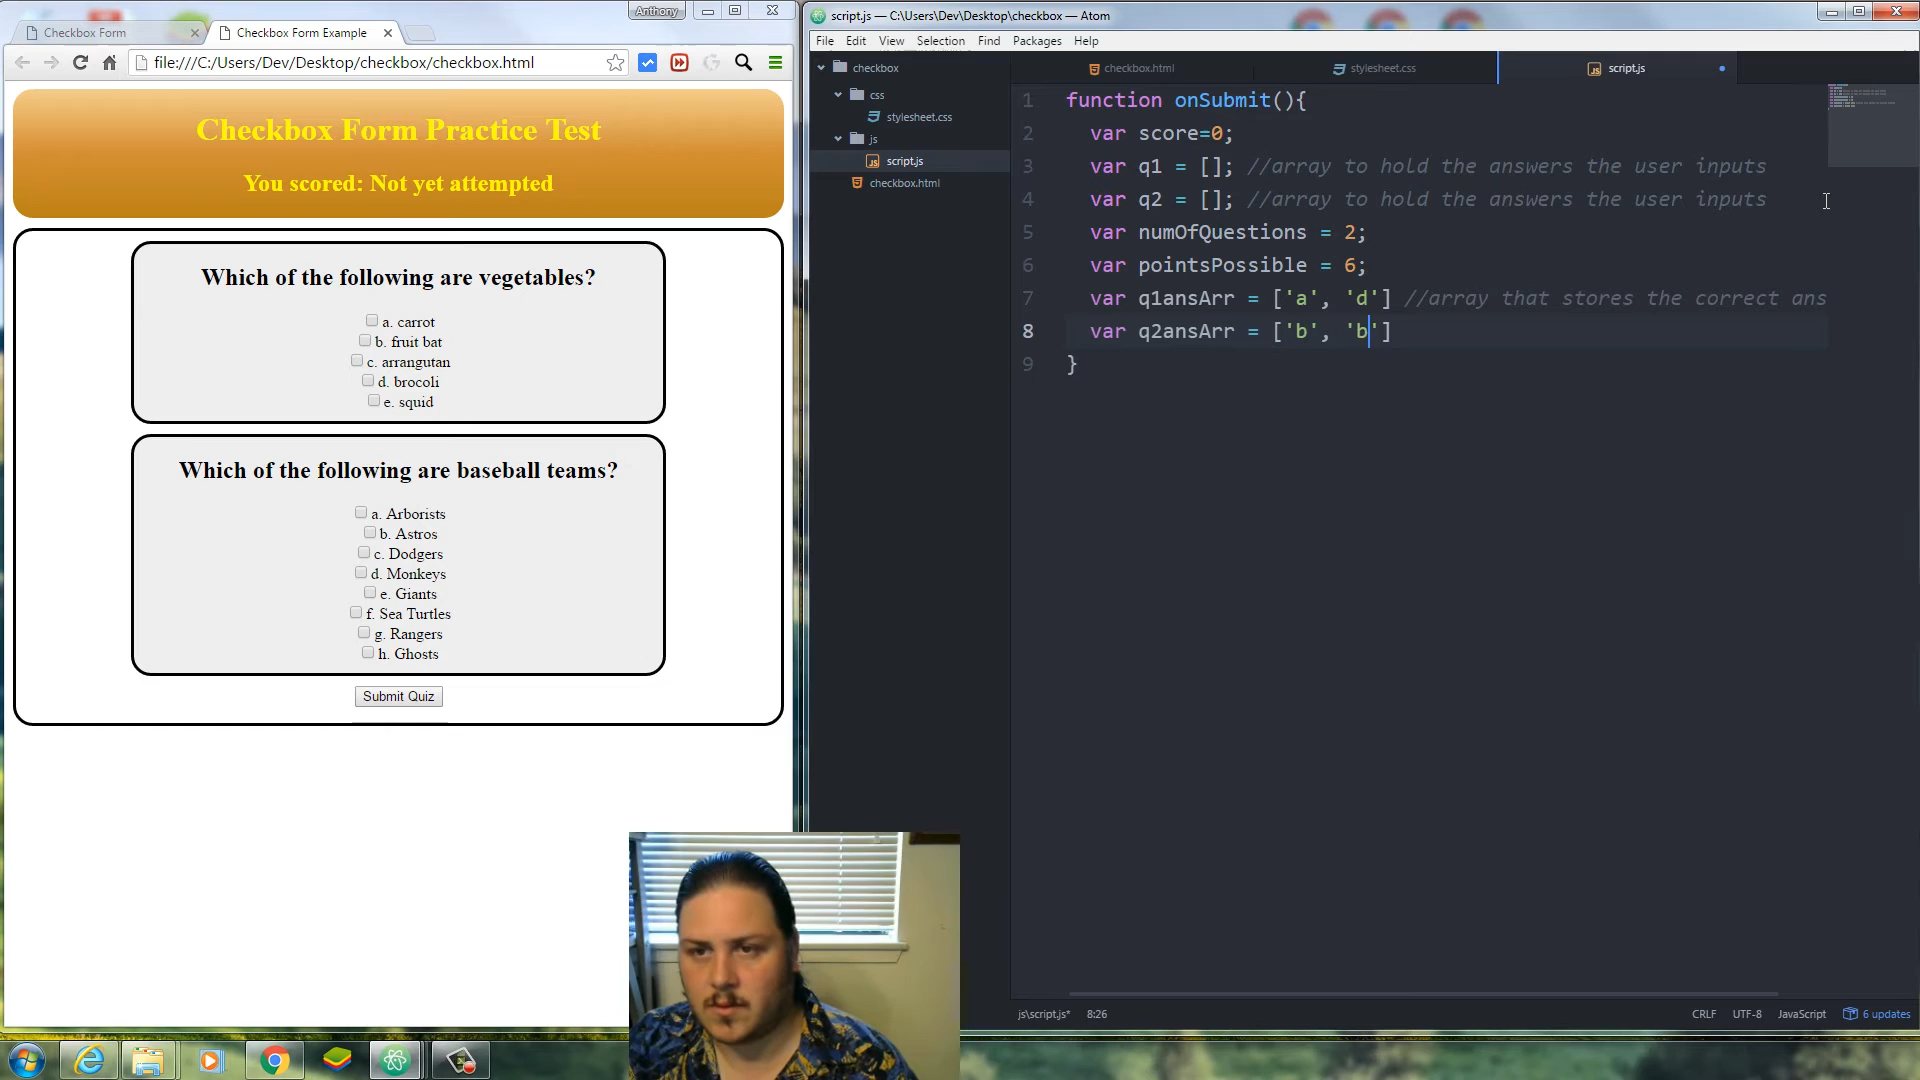 Anthony
Checkbox Form
Checkbox Form Example
file:///C:/Users/Dev/Desktop/checkbox/checkbox.html
Checkbox Form Practice Test
You scored: Not yet attempted
Which of the following are vegetables?
a. carrot
b. fruit bat
c. arrangutan
d. brocoli
e. squid
Which of the following are baseball teams?
a. Arborists
b. Astros
c. Dodgers
d. Monkeys
e. Giants
f. Sea Turtles
g. Rangers
h. Ghosts
Submit Quiz
script.js — C:\Users\Dev\Desktop\checkbox — Atom
File Edit View Selection Find Packages Help
checkbox
css
stylesheet.css
js
script.js
checkbox.html
checkbox.html stylesheet.css script.js
1 function onSubmit(){
2 var score=0;
3 var q1 = []; //array to hold the answers the user inputs
4 var q2 = []; //array to hold the answers the user inputs
5 var numOfQuestions = 2;
6 var pointsPossible = 6;
7 var q1ansArr = ['a', 'd'] //array that stores the correct ans
8 var q2ansArr = ['b', 'b']
9 }
js\script.js* 8:26 CRLF UTF-8 JavaScript 6 updates